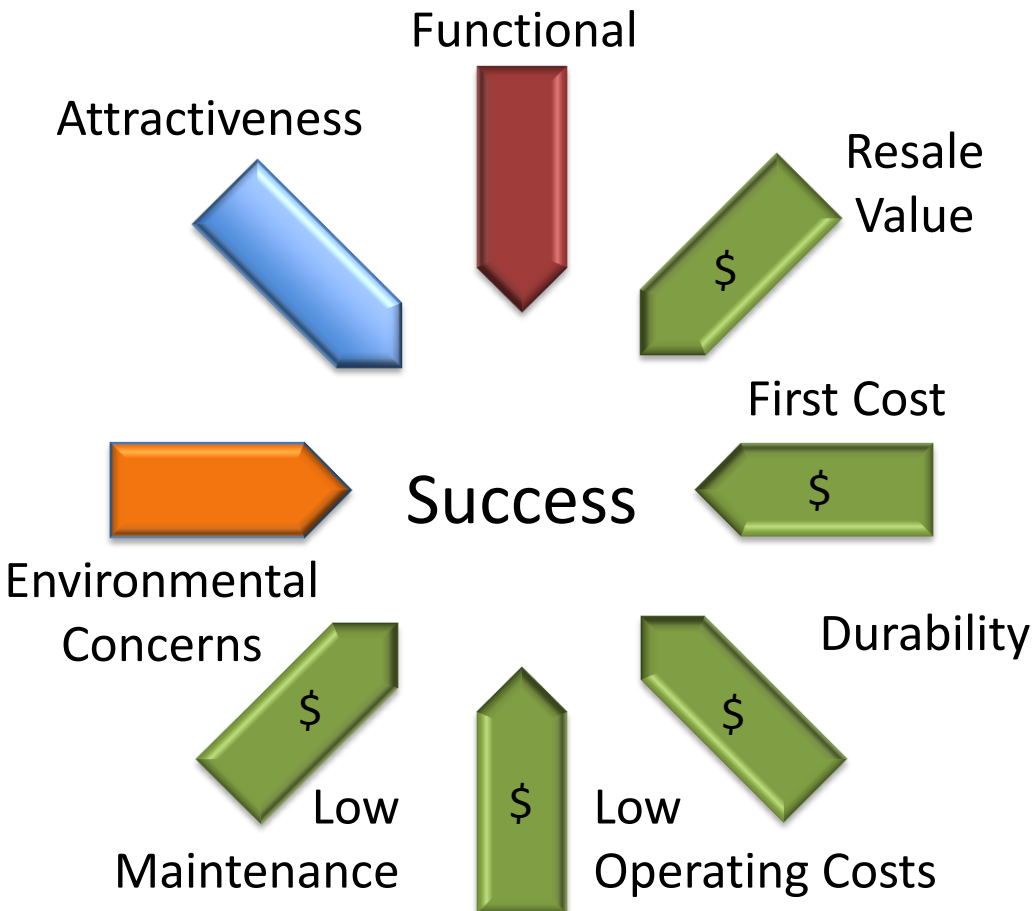 Functional
Attractiveness
Resale
Value
$
First Cost
$
Success
Environmental
Concerns
$
Durability
$
Low
Maintenance
$
Low
Operating Costs